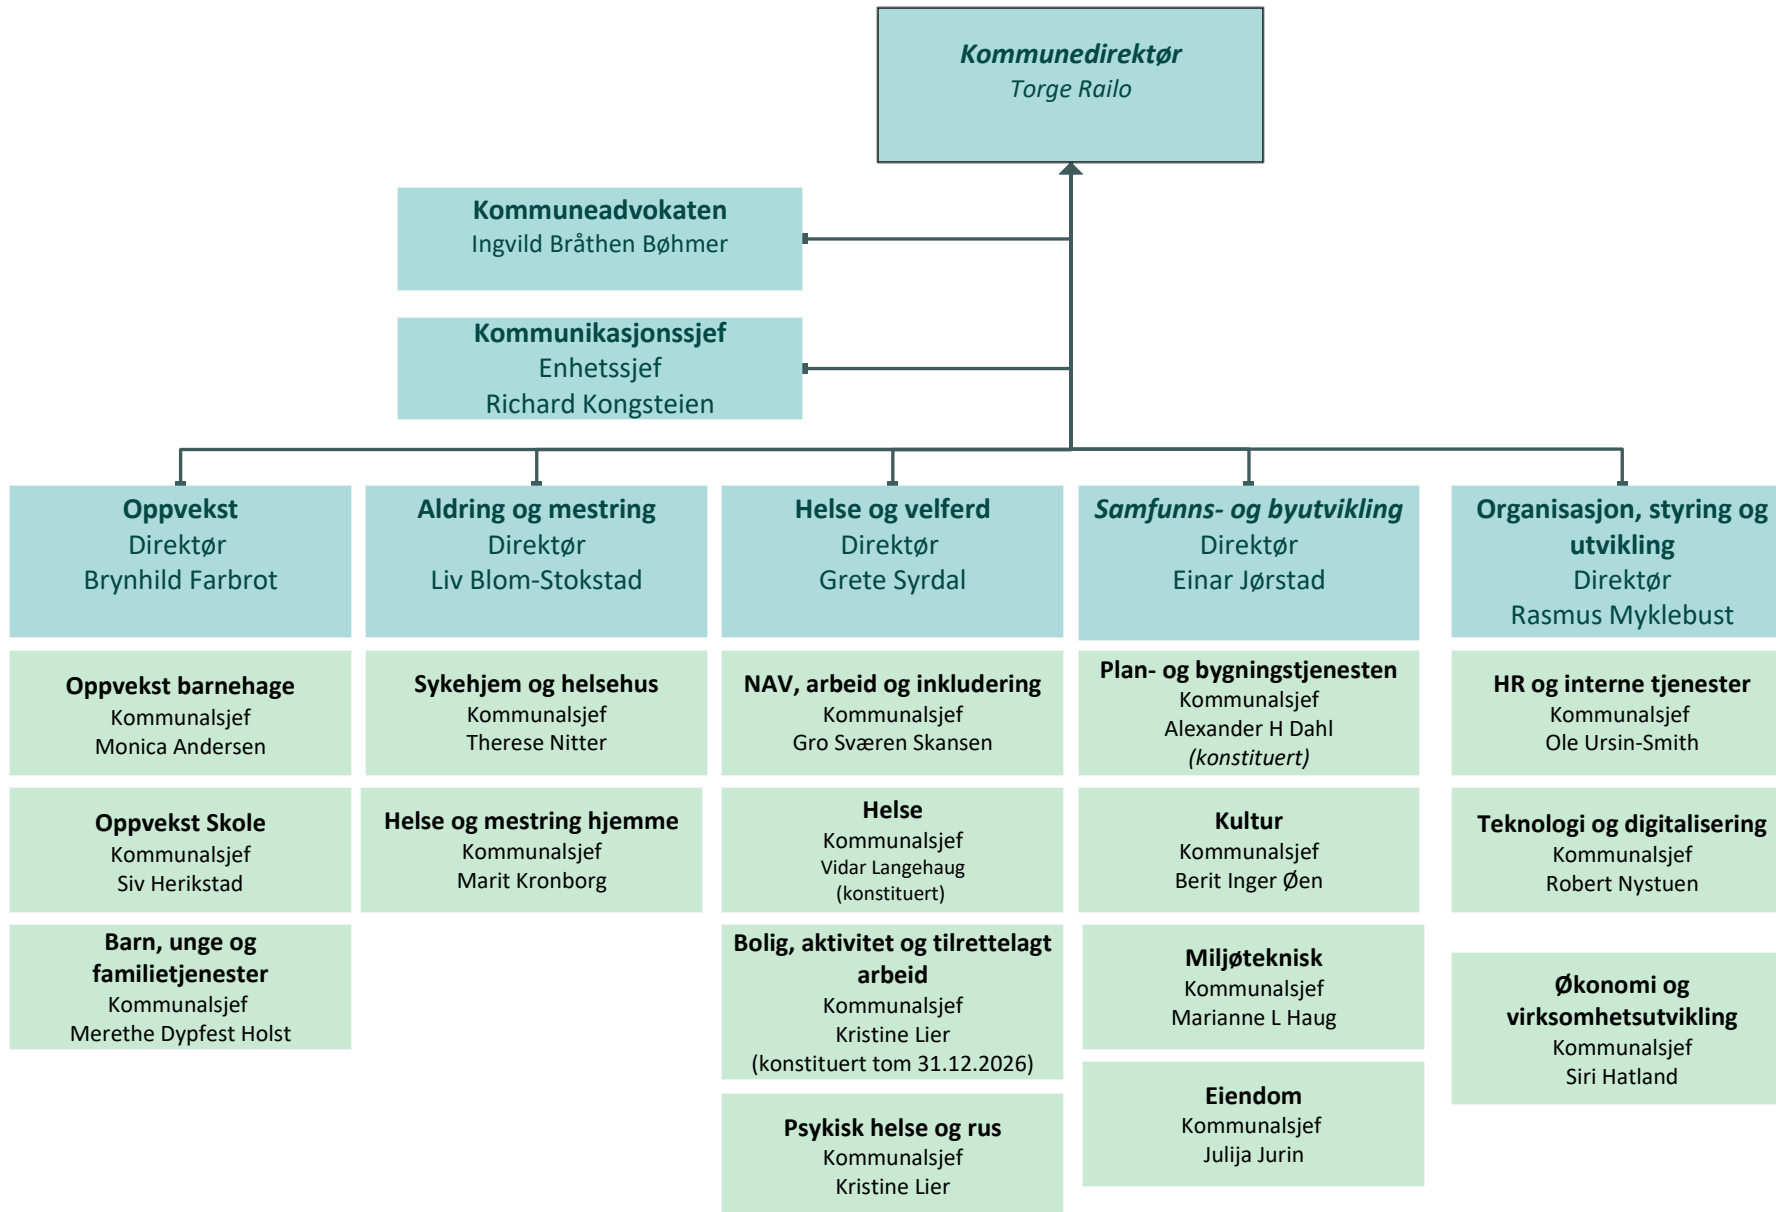 Kommunedirektør
Torge Railo
Kommuneadvokaten
Ingvild Bråthen Bøhmer
Kommunikasjonssjef
Enhetssjef
Richard Kongsteien
Oppvekst
Direktør
Brynhild Farbrot
Aldring og mestring
Direktør
Liv Blom-Stokstad
Helse og velferd
Direktør
Grete Syrdal
Samfunns- og byutvikling
Direktør
Einar Jørstad
Organisasjon, styring og
utvikling
Direktør
Rasmus Myklebust
Oppvekst barnehage
Kommunalsjef
Monica Andersen
Oppvekst Skole
Kommunalsjef
Siv Herikstad
Barn, unge og
familietjenester
Kommunalsjef
Merethe Dypfest Holst
Sykehjem og helsehus
Kommunalsjef
Therese Nitter
Helse og mestring hjemme
Kommunalsjef
Marit Kronborg
NAV, arbeid og inkludering
Kommunalsjef
Gro Sværen Skansen
Helse
Kommunalsjef
Vidar Langehaug
(konstituert)
Bolig, aktivitet og tilrettelagt
arbeid
Kommunalsjef
Kristine Lier
(konstituert tom 31.12.2026)
Psykisk helse og rus
Kommunalsjef
Kristine Lier
Plan- og bygningstjenesten
Kommunalsjef
Alexander H Dahl
(konstituert)
Kultur
Kommunalsjef
Berit Inger Øen
Miljøteknisk
Kommunalsjef
Marianne L Haug
Eiendom
Kommunalsjef
Julija Jurin
HR og interne tjenester
Kommunalsjef
Ole Ursin-Smith
Teknologi og digitalisering
Kommunalsjef
Robert Nystuen
Økonomi og
virksomhetsutvikling
Kommunalsjef
Siri Hatland